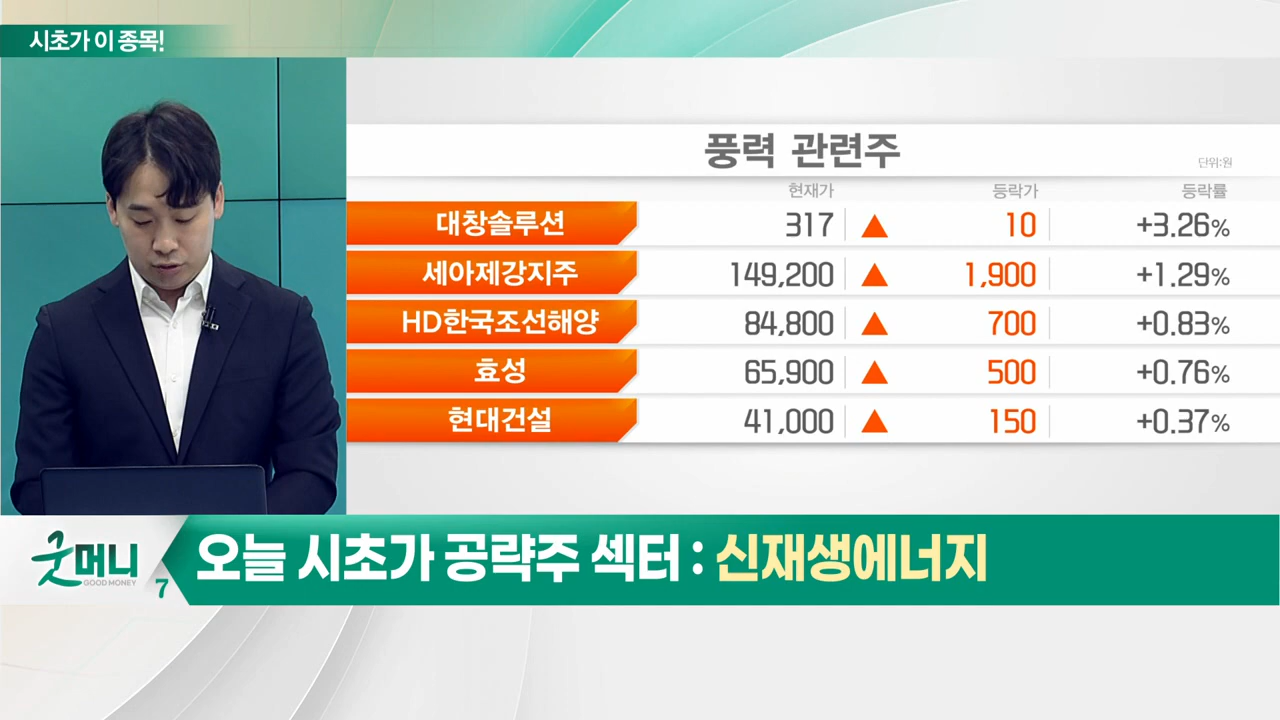 시초가 이 종목!
풍력 관련주
단위:원
현재가 등락가 등락률
대창솔루션 317 ▲ 10 +3.26%
세아제강지주 149,200 ▲ 1,900 +1.29%
HD한국조선해양 84,800 ▲ 700 +0.83%
효성 65,900 ▲ 500 +0.76%
현대건설 41,000 ▲ 150 +0.37%
굿머니
GOOD MONEY
7
오늘 시초가 공략주 섹터 : 신재생에너지